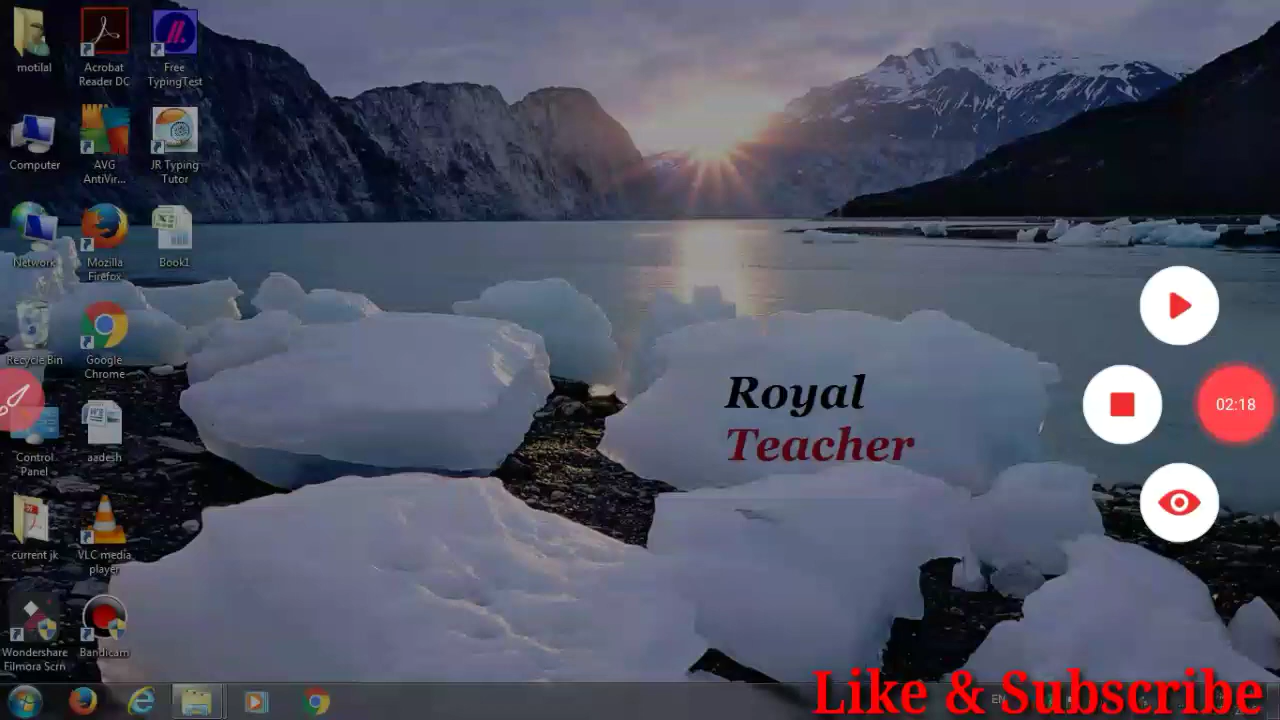 motilal
Acrobat
Reader DC
Free
TypingTest
Computer
AVG
AntiVir...
JR Typing
Tutor
Network
Mozilla
Firefox
Book1
Recycle Bin
Google
Chrome
Control
Panel
aadesh
current jk
VLC media
player
Wondershare
Filmora Scrn
Bandicam
Royal
Teacher
02:18
EN
Like & Subscribe